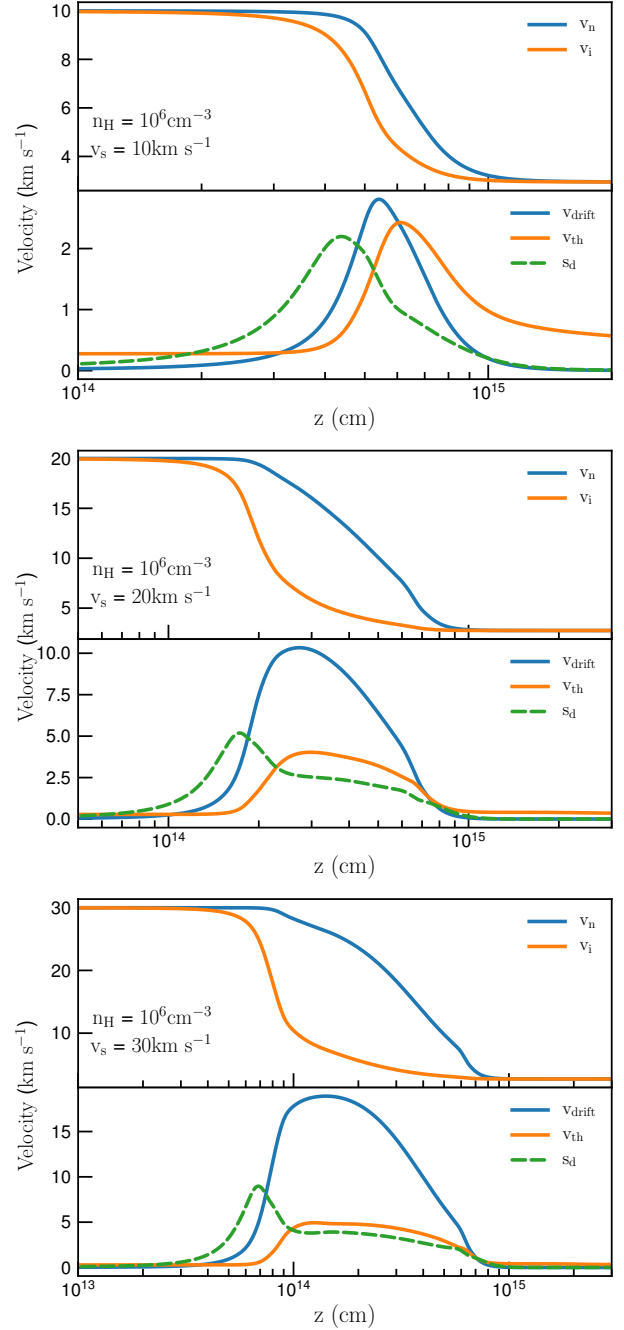 10
8
6
4
v_n
v_i
n_H = 10^6cm^-3
v_s = 10km s^-1
Velocity (km s^-1)
2
1
0
v_drift
v_th
s_d
10^14
10^15
z (cm)
20
15
10
5
v_n
v_i
n_H = 10^6cm^-3
v_s = 20km s^-1
Velocity (km s^-1)
10.0
7.5
5.0
2.5
0.0
v_drift
v_th
s_d
10^14
10^15
z (cm)
30
20
10
v_n
v_i
n_H = 10^6cm^-3
v_s = 30km s^-1
Velocity (km s^-1)
15
10
5
0
v_drift
v_th
s_d
10^13
10^14
10^15
z (cm)